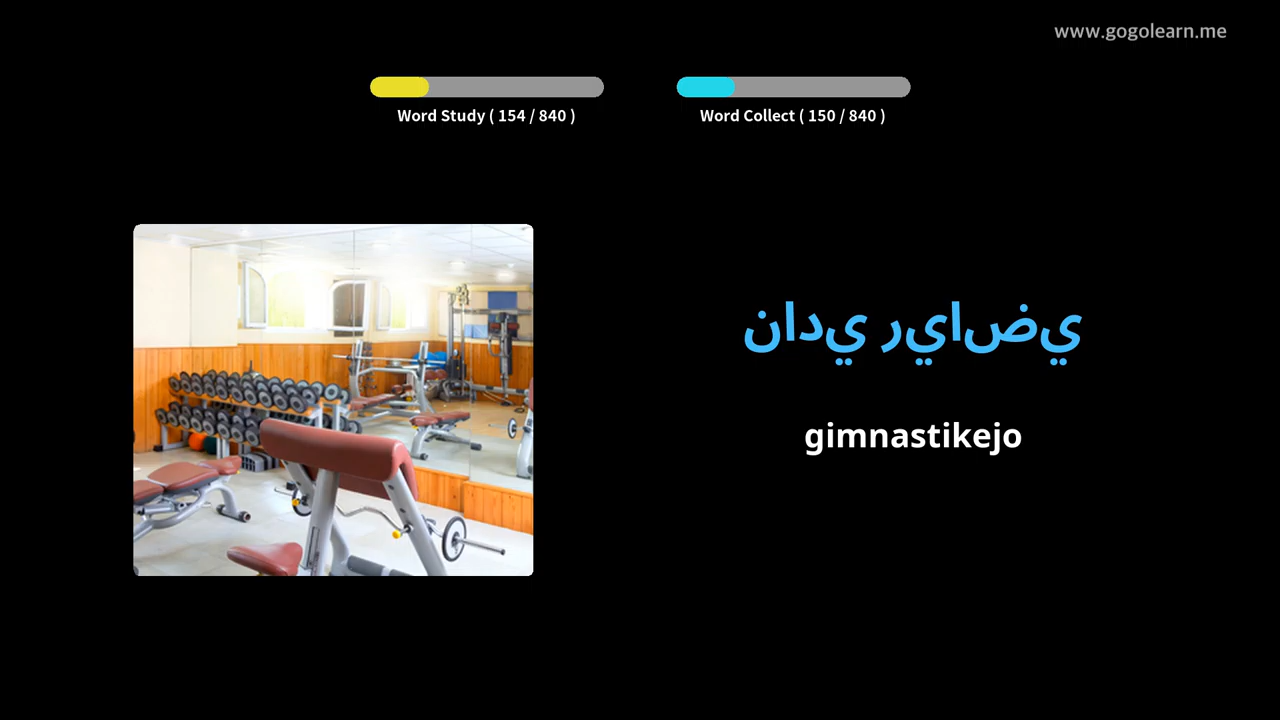 www.gogolearn.me
Word Study ( 154 / 840 )
Word Collect ( 150 / 840 )
نادي رياضي
gimnastikejo